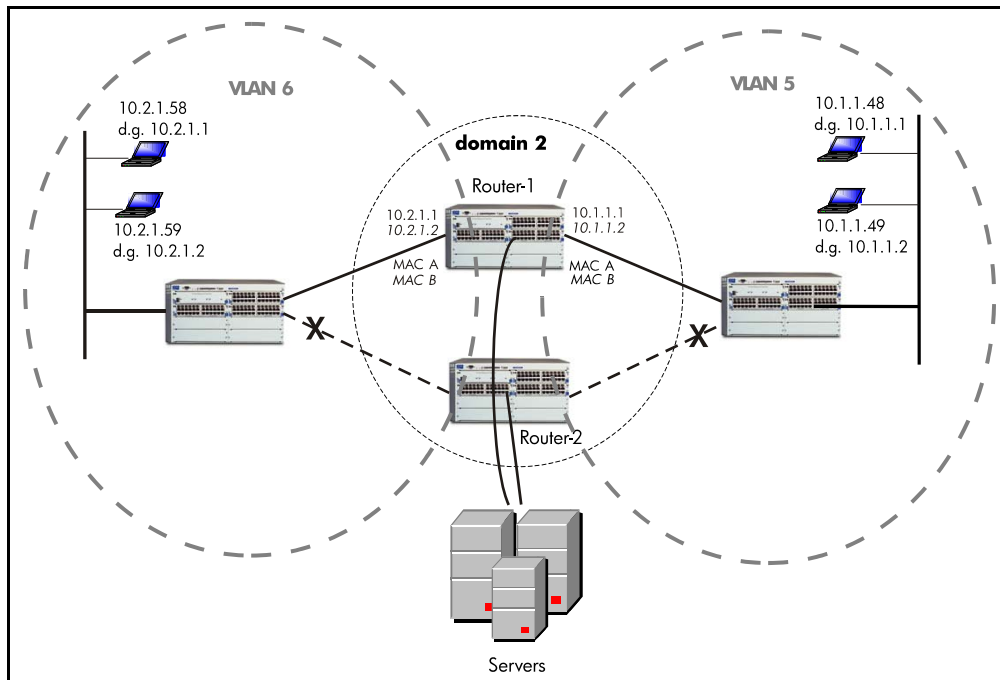 VLAN 6
VLAN 5
10.2.1.58
d.g. 10.2.1.1
10.1.1.48
d.g. 10.1.1.1
domain 2
Router-1
10.2.1.1
10.2.1.2
10.1.1.1
10.1.1.2
10.2.1.59
d.g. 10.2.1.2
10.1.1.49
d.g. 10.1.1.2
MAC A
MAC B
MAC A
MAC B
X
X
Router-2
Servers